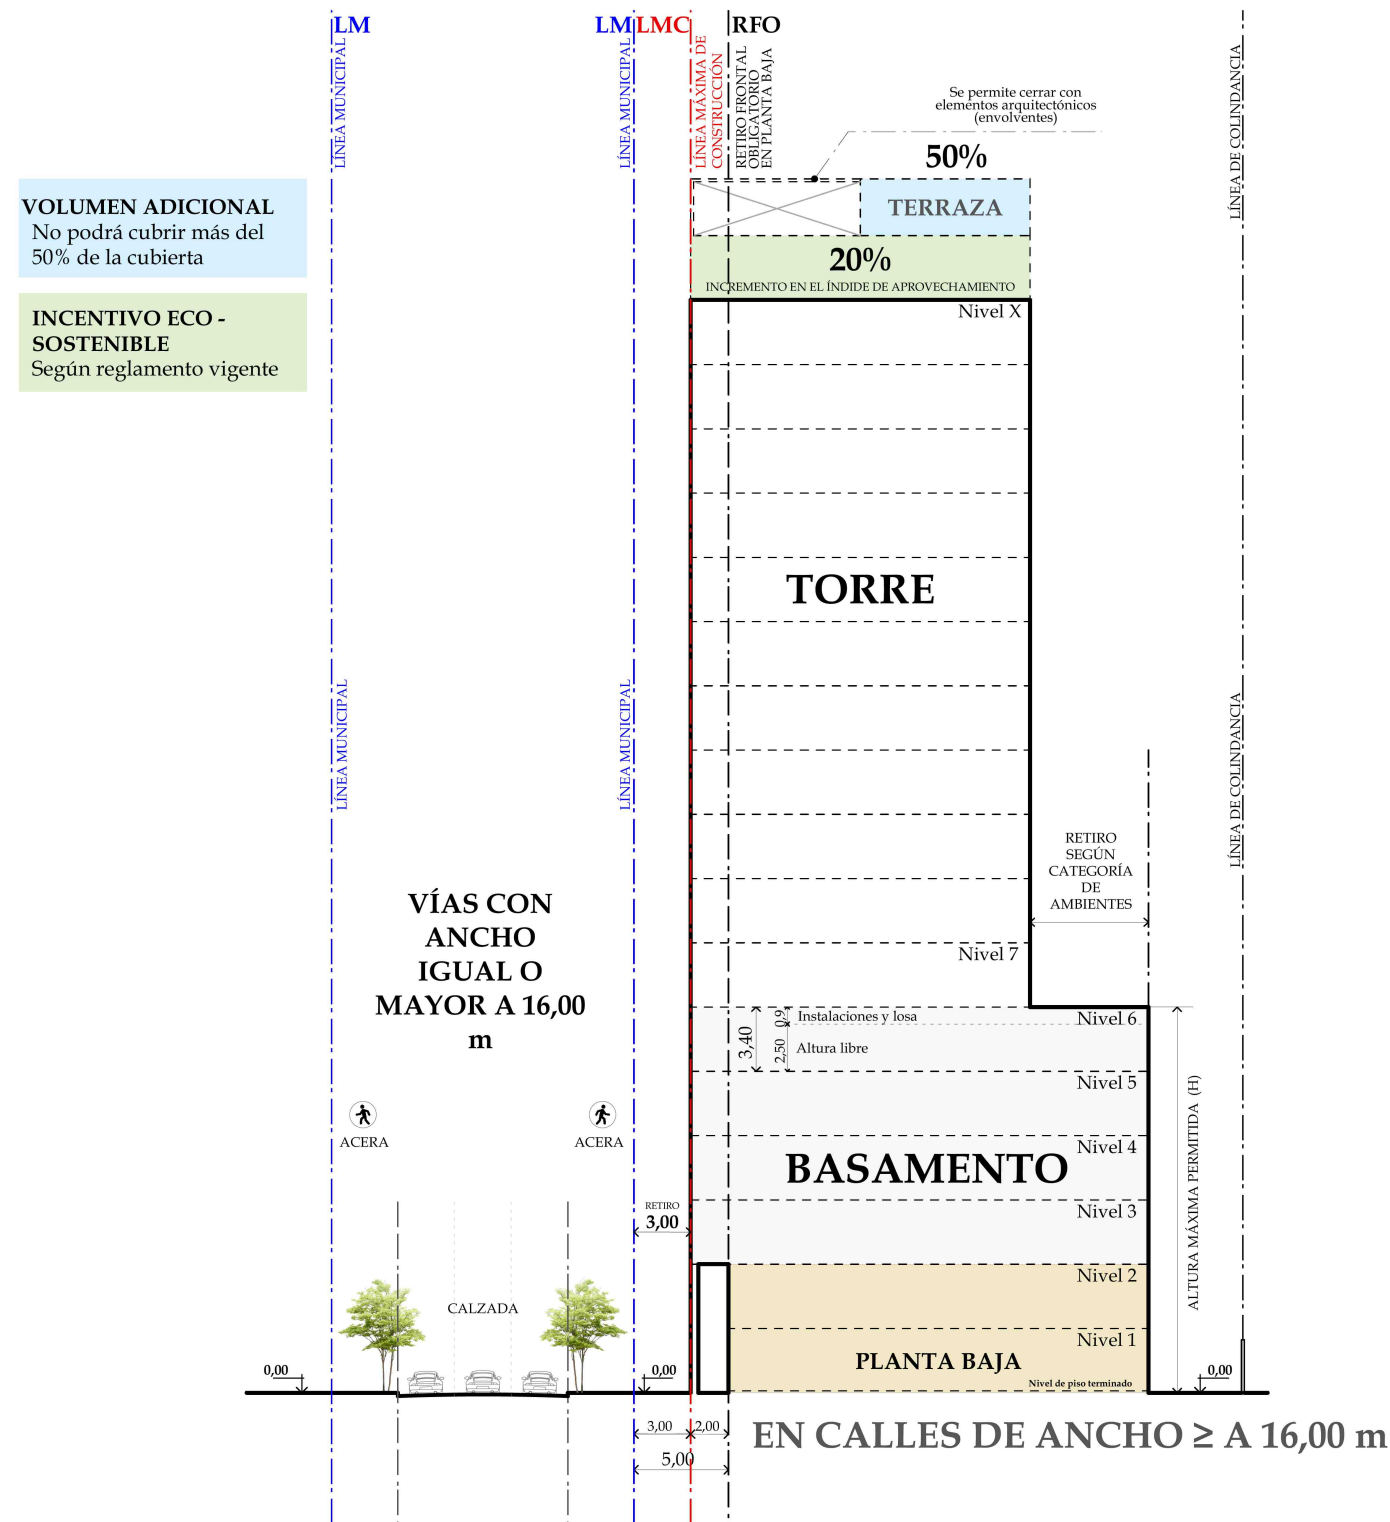 LM
LM
LMC
RFO
LÍNEA MUNICIPAL
LÍNEA MUNICIPAL
LÍNEA MÁXIMA DE
CONSTRUCCIÓN
RETIRO FRONTAL
OBLIGATORIO
EN PLANTA BAJA
LÍNEA DE COLINDANCIA
Se permite cerrar con
elementos arquitectónicos
(envolventes)
50%
TERRAZA
VOLUMEN ADICIONAL
No podrá cubrir más del
50% de la cubierta
20%
INCREMENTO EN EL ÍNDIDE DE APROVECHAMIENTO
INCENTIVO ECO -
SOSTENIBLE
Según reglamento vigente
Nivel X
TORRE
LÍNEA MUNICIPAL
LÍNEA MUNICIPAL
LÍNEA DE COLINDANCIA
RETIRO
SEGÚN
CATEGORÍA
DE
AMBIENTES
VÍAS CON
ANCHO
IGUAL O
MAYOR A 16,00
m
Nivel 7
Instalaciones y losa
Nivel 6
0,9
3,40
2,50
Altura libre
Nivel 5
ACERA
ACERA
Nivel 4
BASAMENTO
ALTURA MÁXIMA PERMITIDA (H)
RETIRO
3,00
Nivel 3
Nivel 2
CALZADA
Nivel 1
PLANTA BAJA
0,00
0,00
0,00
Nivel de piso terminado
3,00
2,00
EN CALLES DE ANCHO ≥ A 16,00 m
5,00